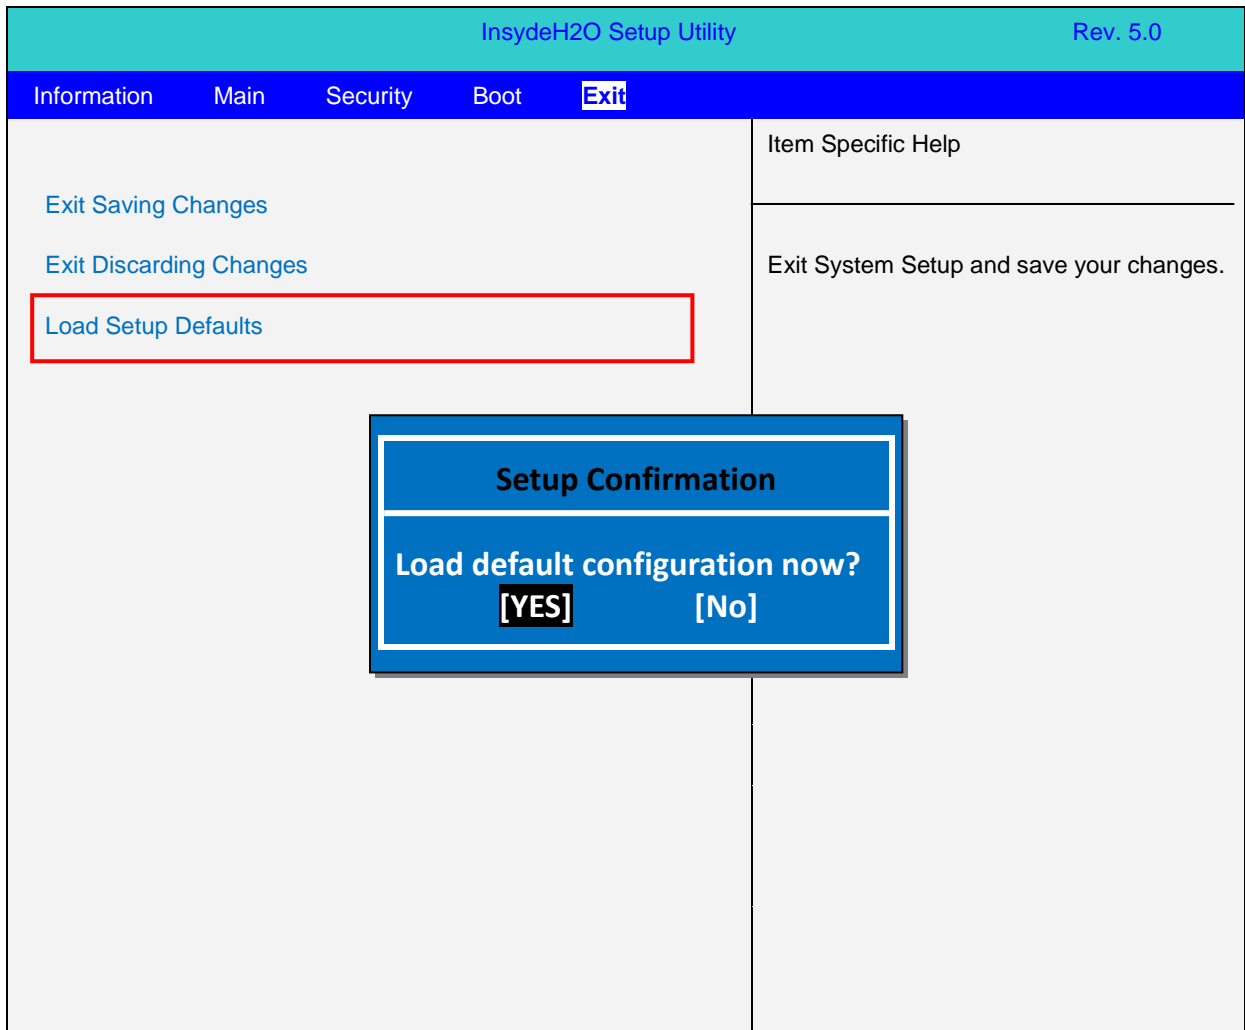 InsydeH2O Setup Utility Rev. 5.0
Information Main Security Boot Exit
Item Specific Help
Exit Saving Changes
Exit Discarding Changes
Exit System Setup and save your changes.
Load Setup Defaults
Setup Confirmation
Load default configuration now?
[YES] [No]